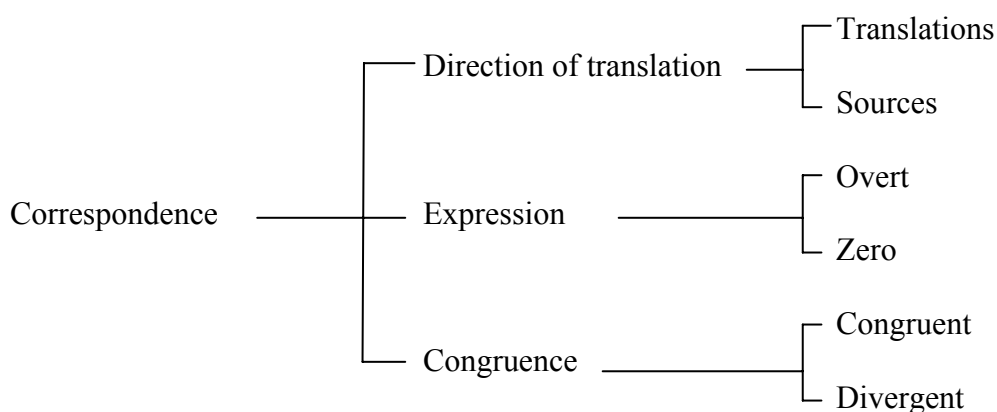 Translations
Direction of translation
Sources
Overt
Correspondence
Expression
Zero
Congruent
Congruence
Divergent